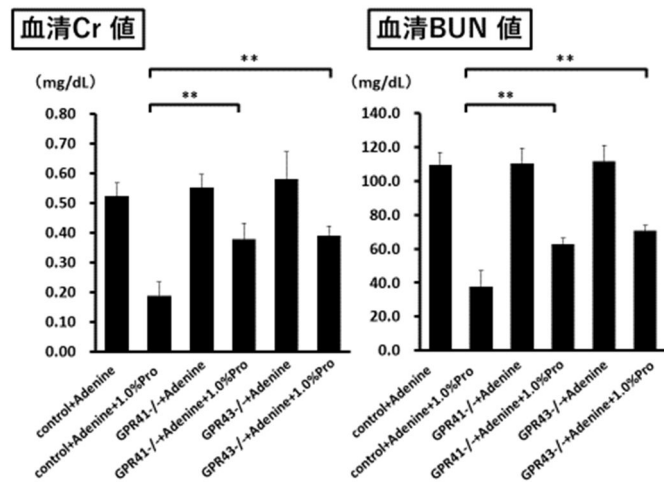 血清Cr 値
(mg/dL)
**
**
0.80
0.70
0.60
0.50
0.40
0.30
0.20
0.10
0.00
control+Adenine
control+Adenine+1.0%Pro
GPR41-/-+Adenine
GPR41-/-+Adenine+1.0%Pro
GPR43-/-+Adenine
GPR43-/-+Adenine+1.0%Pro
血清BUN 値
(mg/dL)
**
**
140.0
120.0
100.0
80.0
60.0
40.0
20.0
0.0
control+Adenine
control+Adenine+1.0%Pro
GPR41-/-+Adenine
GPR41-/-+Adenine+1.0%Pro
GPR43-/-+Adenine
GPR43-/-+Adenine+1.0%Pro